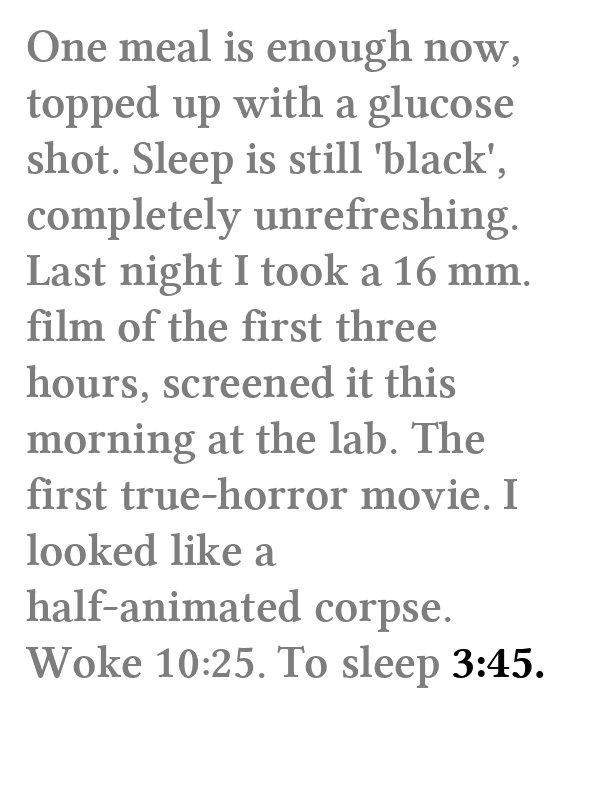 One meal is enough now,
topped up with a glucose
shot. Sleep is still 'black',
completely unrefreshing.
Last night I took a 16 mm.
film of the first three
hours, screened it this
morning at the lab. The
first true-horror movie. I
looked like a
half-animated corpse.
Woke 10:25. To sleep 3:45.